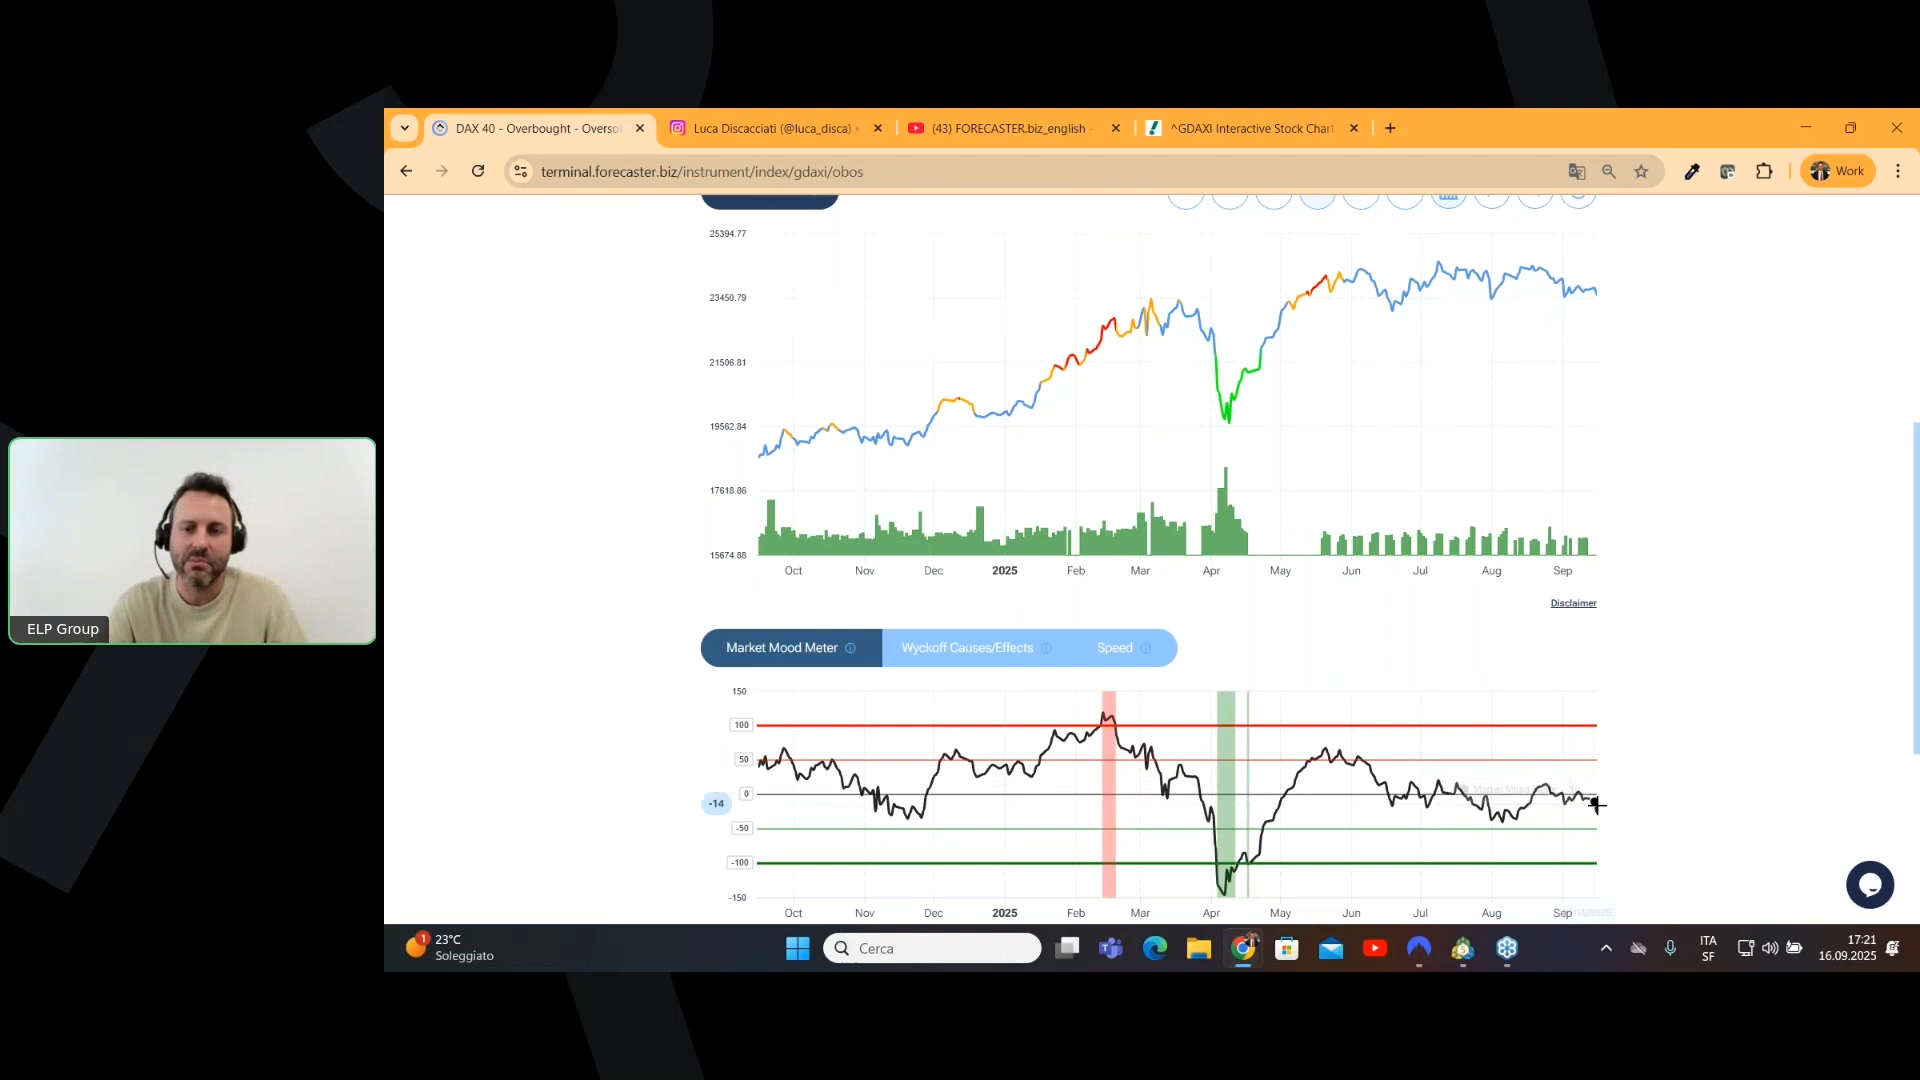 DAX 40 - Overbought - Overso
Luca Discacciati (@luca_disca)
(43) FORECASTER.biz_english -
^GDAXI Interactive Stock Chart
terminal.forecaster.biz/instrument/index/gdaxi/obos
Work
25394.77
23450.79
21506.81
19562.84
17618.86
15674.88
Oct Nov Dec 2025 Feb Mar Apr May Jun Jul Aug Sep
Disclaimer
Market Mood Meter
Wyckoff Causes/Effects
Speed
150
100
50
0
-14
-50
-100
-150
Oct Nov Dec 2025 Feb Mar Apr May Jun Jul Aug Sep
ELP Group
1
23°C
Soleggiato
Cerca
ITA
SF
17:21
16.09.2025